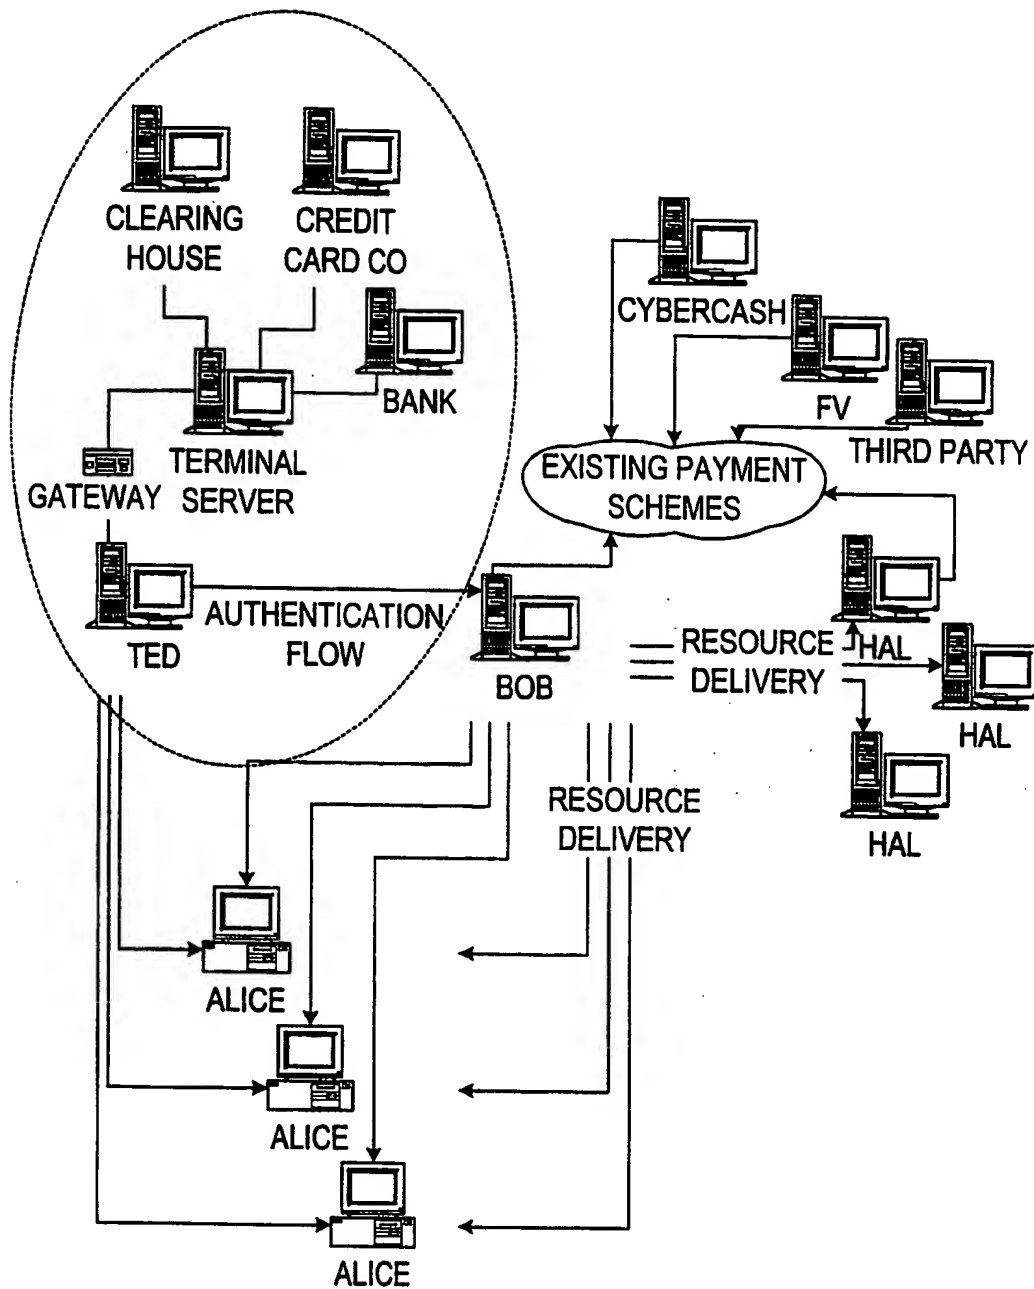 CLEARING
HOUSE
CREDIT
CARD CO
BANK
TERMINAL
SERVER
GATEWAY
TED
AUTHENTICATION
FLOW
BOB
CYBERCASH
FV
THIRD PARTY
EXISTING PAYMENT
SCHEMES
RESOURCE
DELIVERY
HAL
HAL
HAL
RESOURCE
DELIVERY
ALICE
ALICE
ALICE